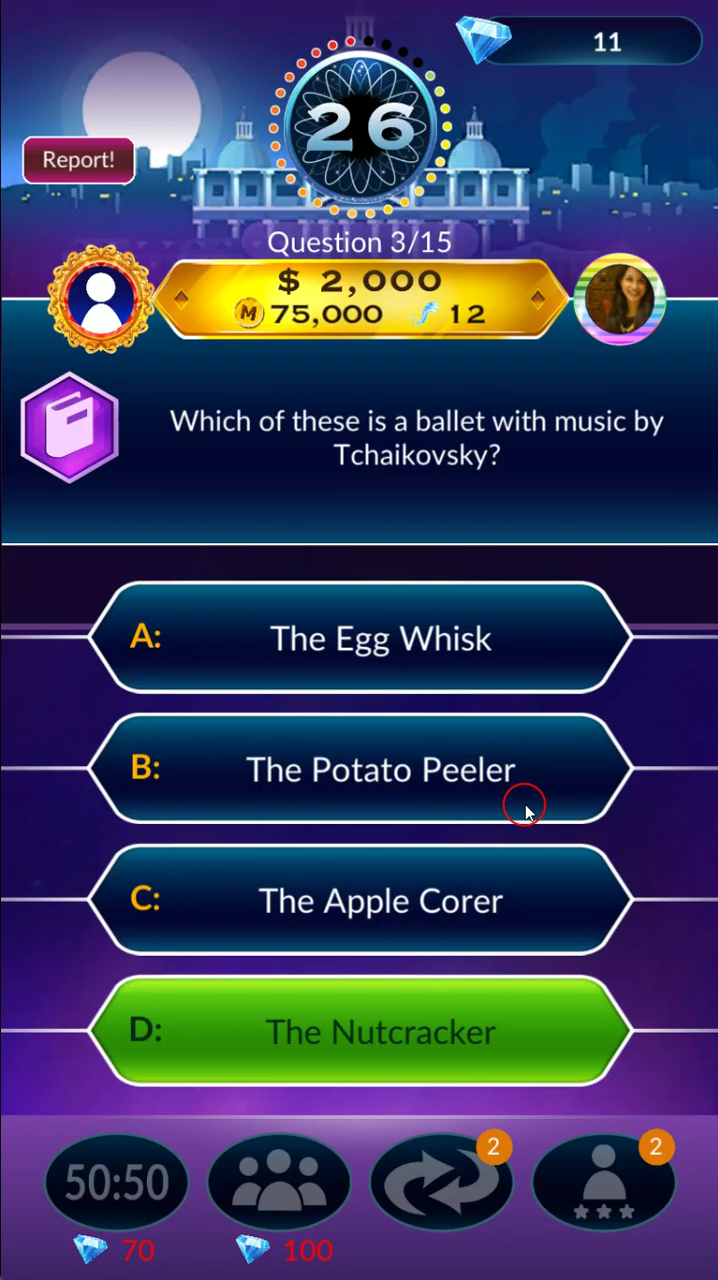 11
26
Report!
Question 3/15
$ 2,000
M 75,000 12
Which of these is a ballet with music by
Tchaikovsky?
A: The Egg Whisk
B: The Potato Peeler
C: The Apple Corer
D: The Nutcracker
2 2
50:50
70 100